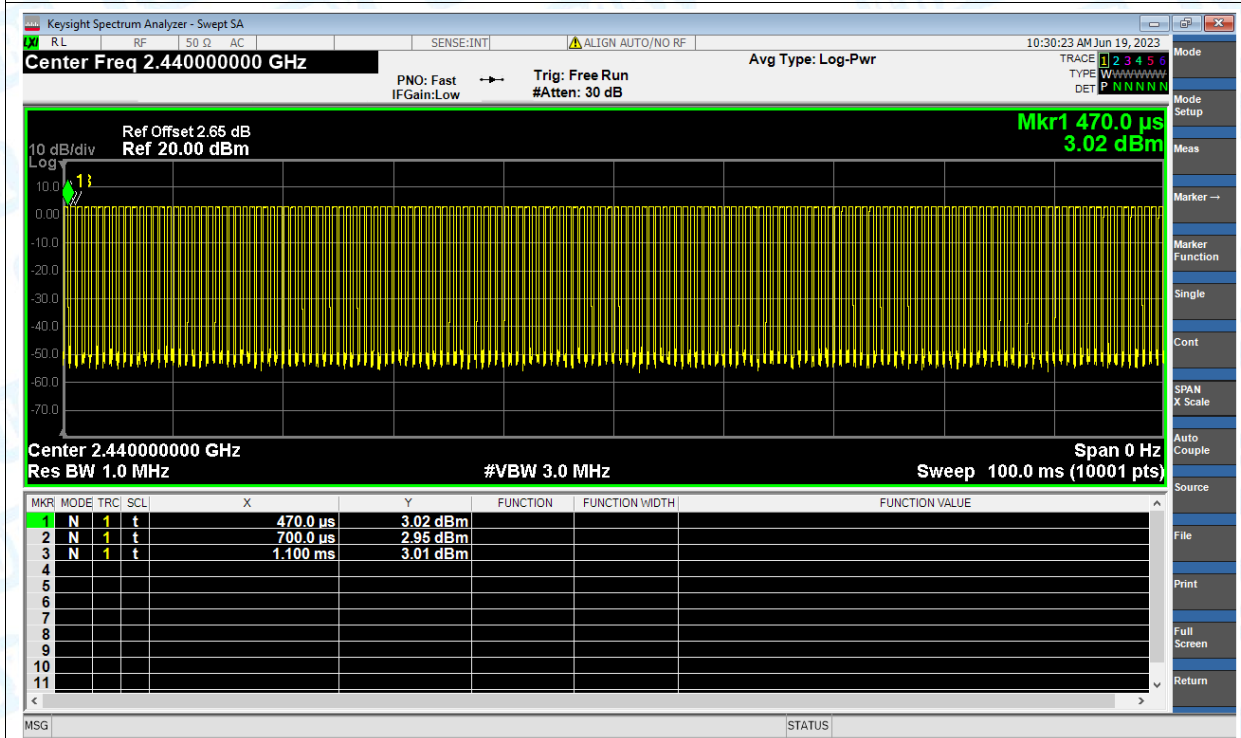 Keysight Spectrum Analyzer - Swept SA
LXI RL RF 50 Ω AC SENSE:INT ALIGN AUTO/NO RF 10:30:23 AM Jun 19, 2023
Center Freq 2.440000000 GHz
PNO: Fast
IFGain:Low
Trig: Free Run
#Atten: 30 dB
Avg Type: Log-Pwr
TRACE 1 2 3 4 5 6
TYPE WWWWWW
DET P N N N N N
Mkr1 470.0 µs
3.02 dBm
Ref Offset 2.65 dB
10 dB/div Ref 20.00 dBm
Log
1
3
10.0
0.00
-10.0
-20.0
-30.0
-40.0
-50.0
-60.0
-70.0
Center 2.440000000 GHz Span 0 Hz
Res BW 1.0 MHz #VBW 3.0 MHz Sweep 100.0 ms (10001 pts)
MKR MODE TRC SCL X Y FUNCTION FUNCTION WIDTH FUNCTION VALUE
1 N 1 t 470.0 µs 3.02 dBm
2 N 1 t 700.0 µs 2.95 dBm
3 N 1 t 1.100 ms 3.01 dBm
4
5
6
7
8
9
10
11
MSG STATUS
Mode
Mode Setup
Meas
Marker →
Marker Function
Single
Cont
SPAN X Scale
Auto Couple
Source
File
Print
Full Screen
Return